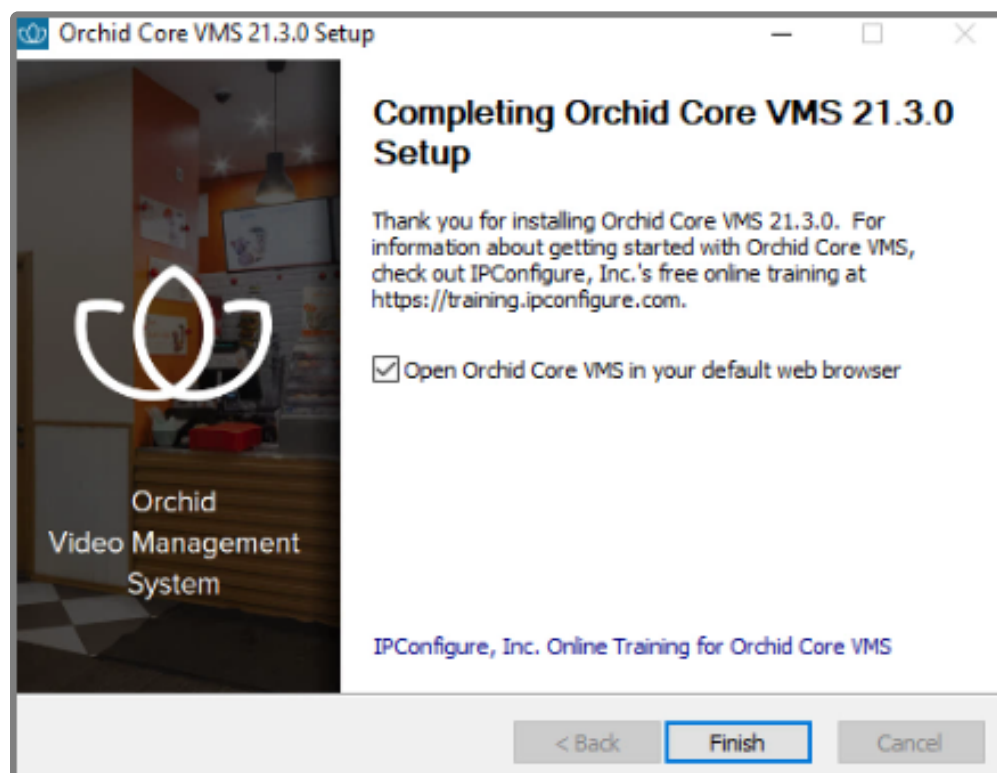 Orchid Core VMS 21.3.0 Setup
Completing Orchid Core VMS 21.3.0
Setup
Thank you for installing Orchid Core VMS 21.3.0.  For
information about getting started with Orchid Core VMS,
check out IPConfigure, Inc.'s free online training at
https://training.ipconfigure.com.
Open Orchid Core VMS in your default web browser
Orchid
Video Management
System
IPConfigure, Inc. Online Training for Orchid Core VMS
< Back
Finish
Cancel